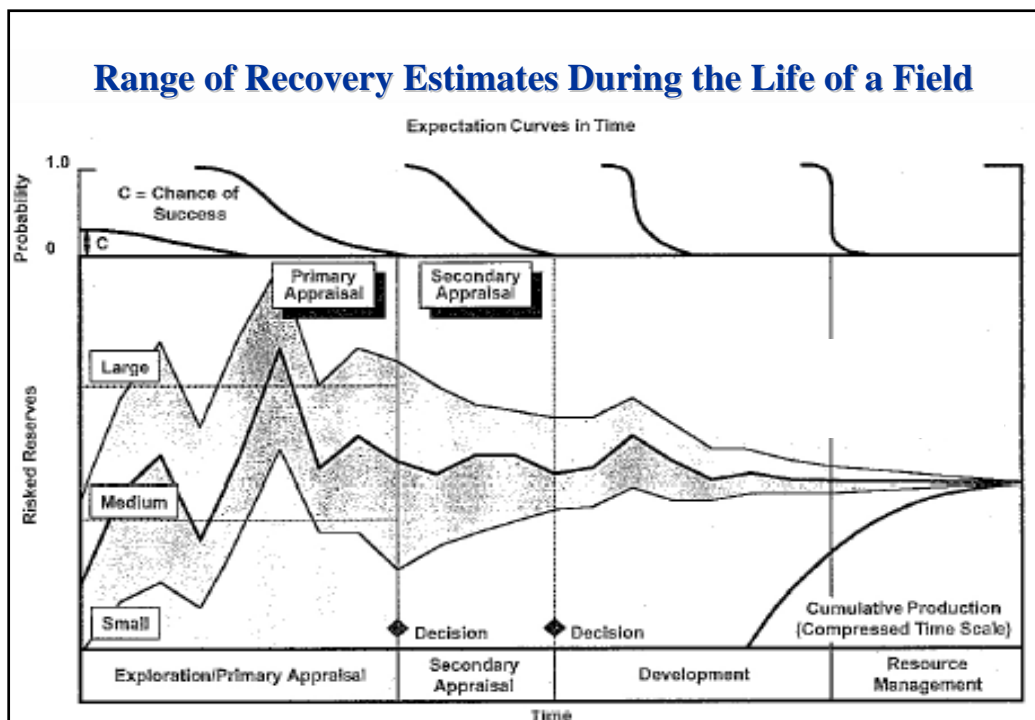 Range of Recovery Estimates During the Life of a Field
Expectation Curves in Time
Probability
1.0
0
C = Chance of
Success
C
Primary
Appraisal
Secondary
Appraisal
Risked Reserves
Large
Medium
Small
Decision
Decision
Cumulative Production
(Compressed Time Scale)
Exploration/Primary Appraisal
Secondary
Appraisal
Development
Resource
Management
Time